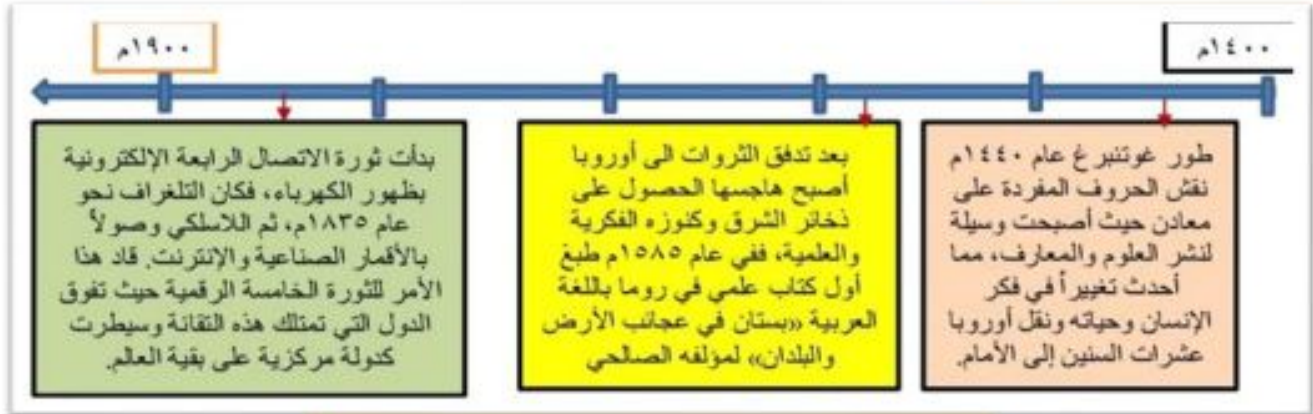 ١٤٠٠م
١٩٠٠م
طور غوتنبرغ عام ١٤٤٠م
نقش الحروف المفردة على
معادن حيث أصبحت وسيلة
لنشر العلوم والمعارف، مما
أحدث تغييراً في فكر
الإنسان وحياته ونقل أوروبا
عشرات السنين إلى الأمام.
بعد تدفق الثروات الى أوروبا
أصبح هاجسها الحصول على
ذخائر الشرق وكنوزه الفكرية
والعلمية، ففي عام ١٥٨٥م طبغ
أول كتاب علمي في روما باللغة
العربية «بستان في عجائب الأرض
والبلدان» لمؤلفه الصالحي
بدأت ثورة الاتصال الرابعة الإلكترونية
بظهور الكهرباء، فكان التلغراف نحو
عام ١٨٣٥م، ثم اللاسلكي وصولاً
بالأقمار الصناعية والإنترنت. قاد هذا
الأمر للثورة الخامسة الرقمية حيث تفوق
الدول التي تمتلك هذه التقانة وسيطرت
كدولة مركزية على بقية العالم.